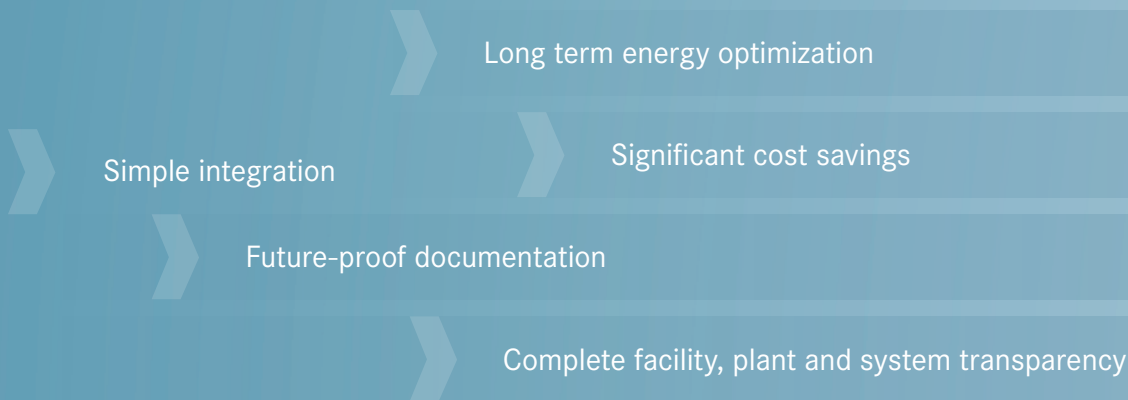 Long term energy optimization
Significant cost savings
Simple integration
Future-proof documentation
Complete facility, plant and system transparency